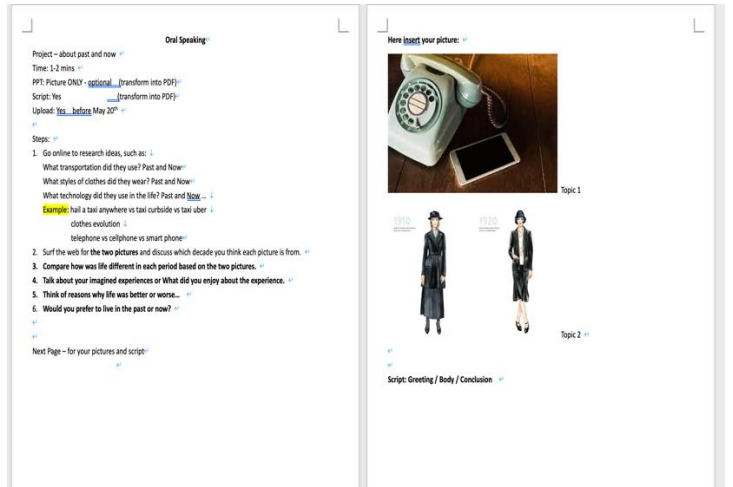 Oral Speaking
Project – about past and now
Time: 1-2 mins
PPT: Picture ONLY - optional (transform into PDF)
Script: Yes (transform into PDF)
Upload: Yes before May 20th
Steps:
1. Go online to research ideas, such as:
What transportation did they use? Past and Now
What styles of clothes did they wear? Past and Now
What technology did they use in the life? Past and Now ...
Example: hail a taxi anywhere vs taxi curbside vs taxi uber
clothes evolution
telephone vs cellphone vs smart phone
2. Surf the web for the two pictures and discuss which decade you think each picture is from.
3. Compare how was life different in each period based on the two pictures.
4. Talk about your imagined experiences or What did you enjoy about the experience.
5. Think of reasons why life was better or worse...
6. Would you prefer to live in the past or now?
Next Page – for your pictures and script
Here insert your picture:
Topic 1
1910
1920
Topic 2
Script: Greeting / Body / Conclusion